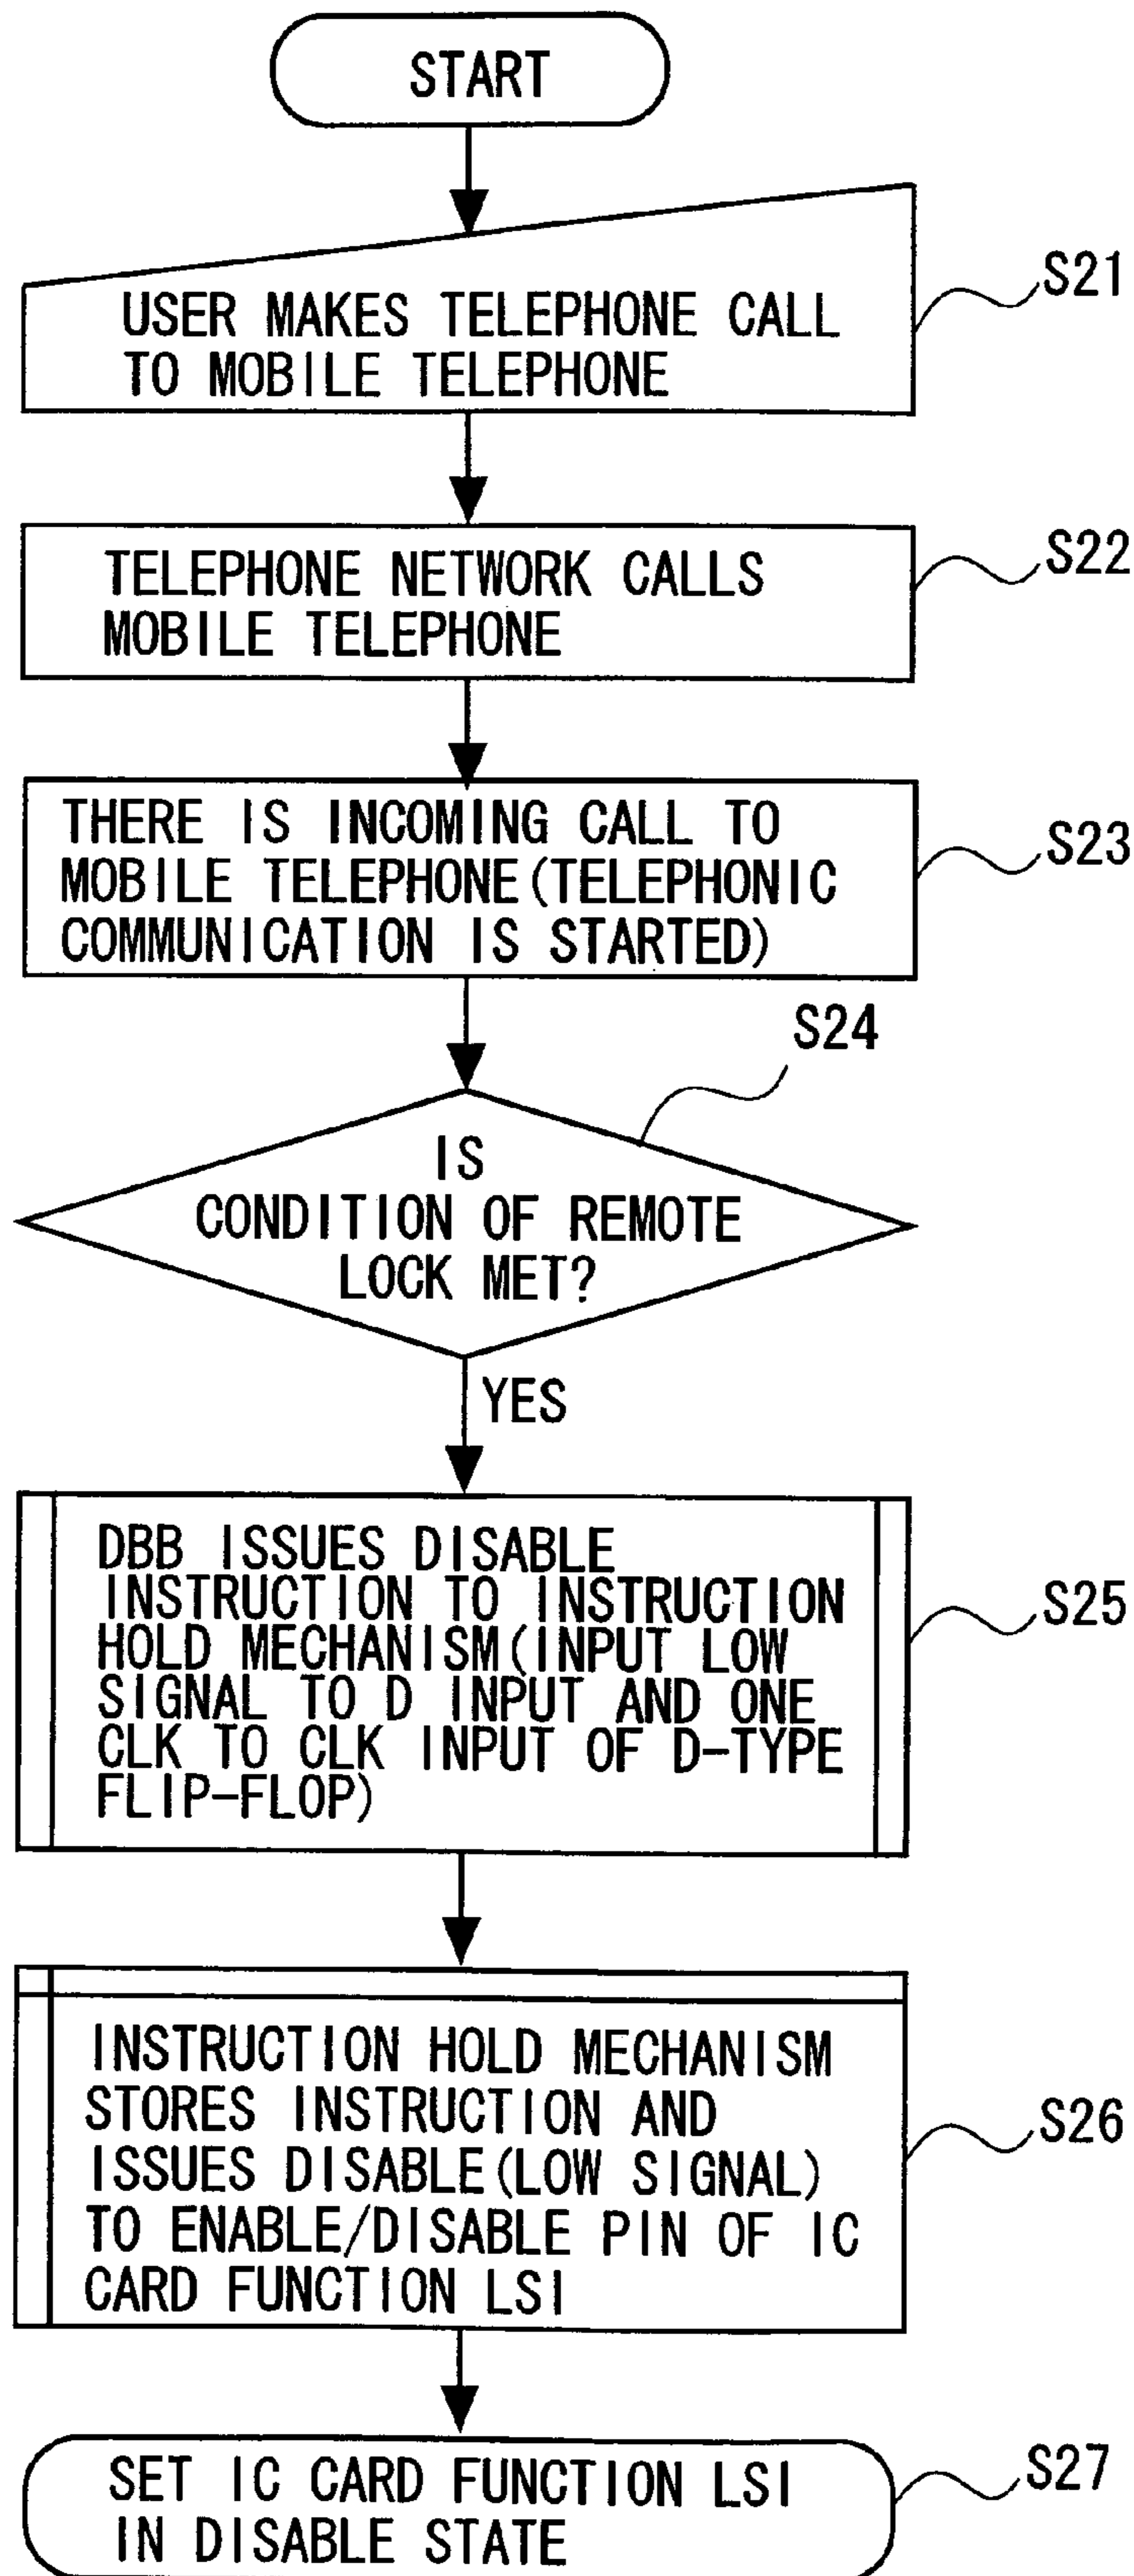 START
USER MAKES TELEPHONE CALL
TO MOBILE TELEPHONE
S21
TELEPHONE NETWORK CALLS
MOBILE TELEPHONE
S22
THERE IS INCOMING CALL TO
MOBILE TELEPHONE(TELEPHONIC
COMMUNICATION IS STARTED)
S23
S24
IS
CONDITION OF REMOTE
LOCK MET?
YES
DBB ISSUES DISABLE
INSTRUCTION TO INSTRUCTION
HOLD MECHANISM(INPUT LOW
SIGNAL TO D INPUT AND ONE
CLK TO CLK INPUT OF D-TYPE
FLIP-FLOP)
S25
INSTRUCTION HOLD MECHANISM
STORES INSTRUCTION AND
ISSUES DISABLE(LOW SIGNAL)
TO ENABLE/DISABLE PIN OF IC
CARD FUNCTION LSI
S26
SET IC CARD FUNCTION LSI
IN DISABLE STATE
S27